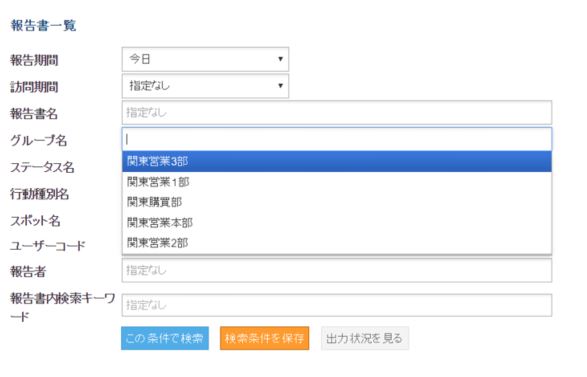 報告書一覧
報告期間 今日
訪問期間 指定なし
報告書名 指定なし
グループ名
関東営業3部
ステータス名
関東営業1部
行動種別名
関東購買部
スポット名
関東営業本部
ユーザーコード
関東営業2部
報告者 指定なし
報告書内検索キーワ
ード
指定なし
この条件で検索 検索条件を保存 出力状況を見る